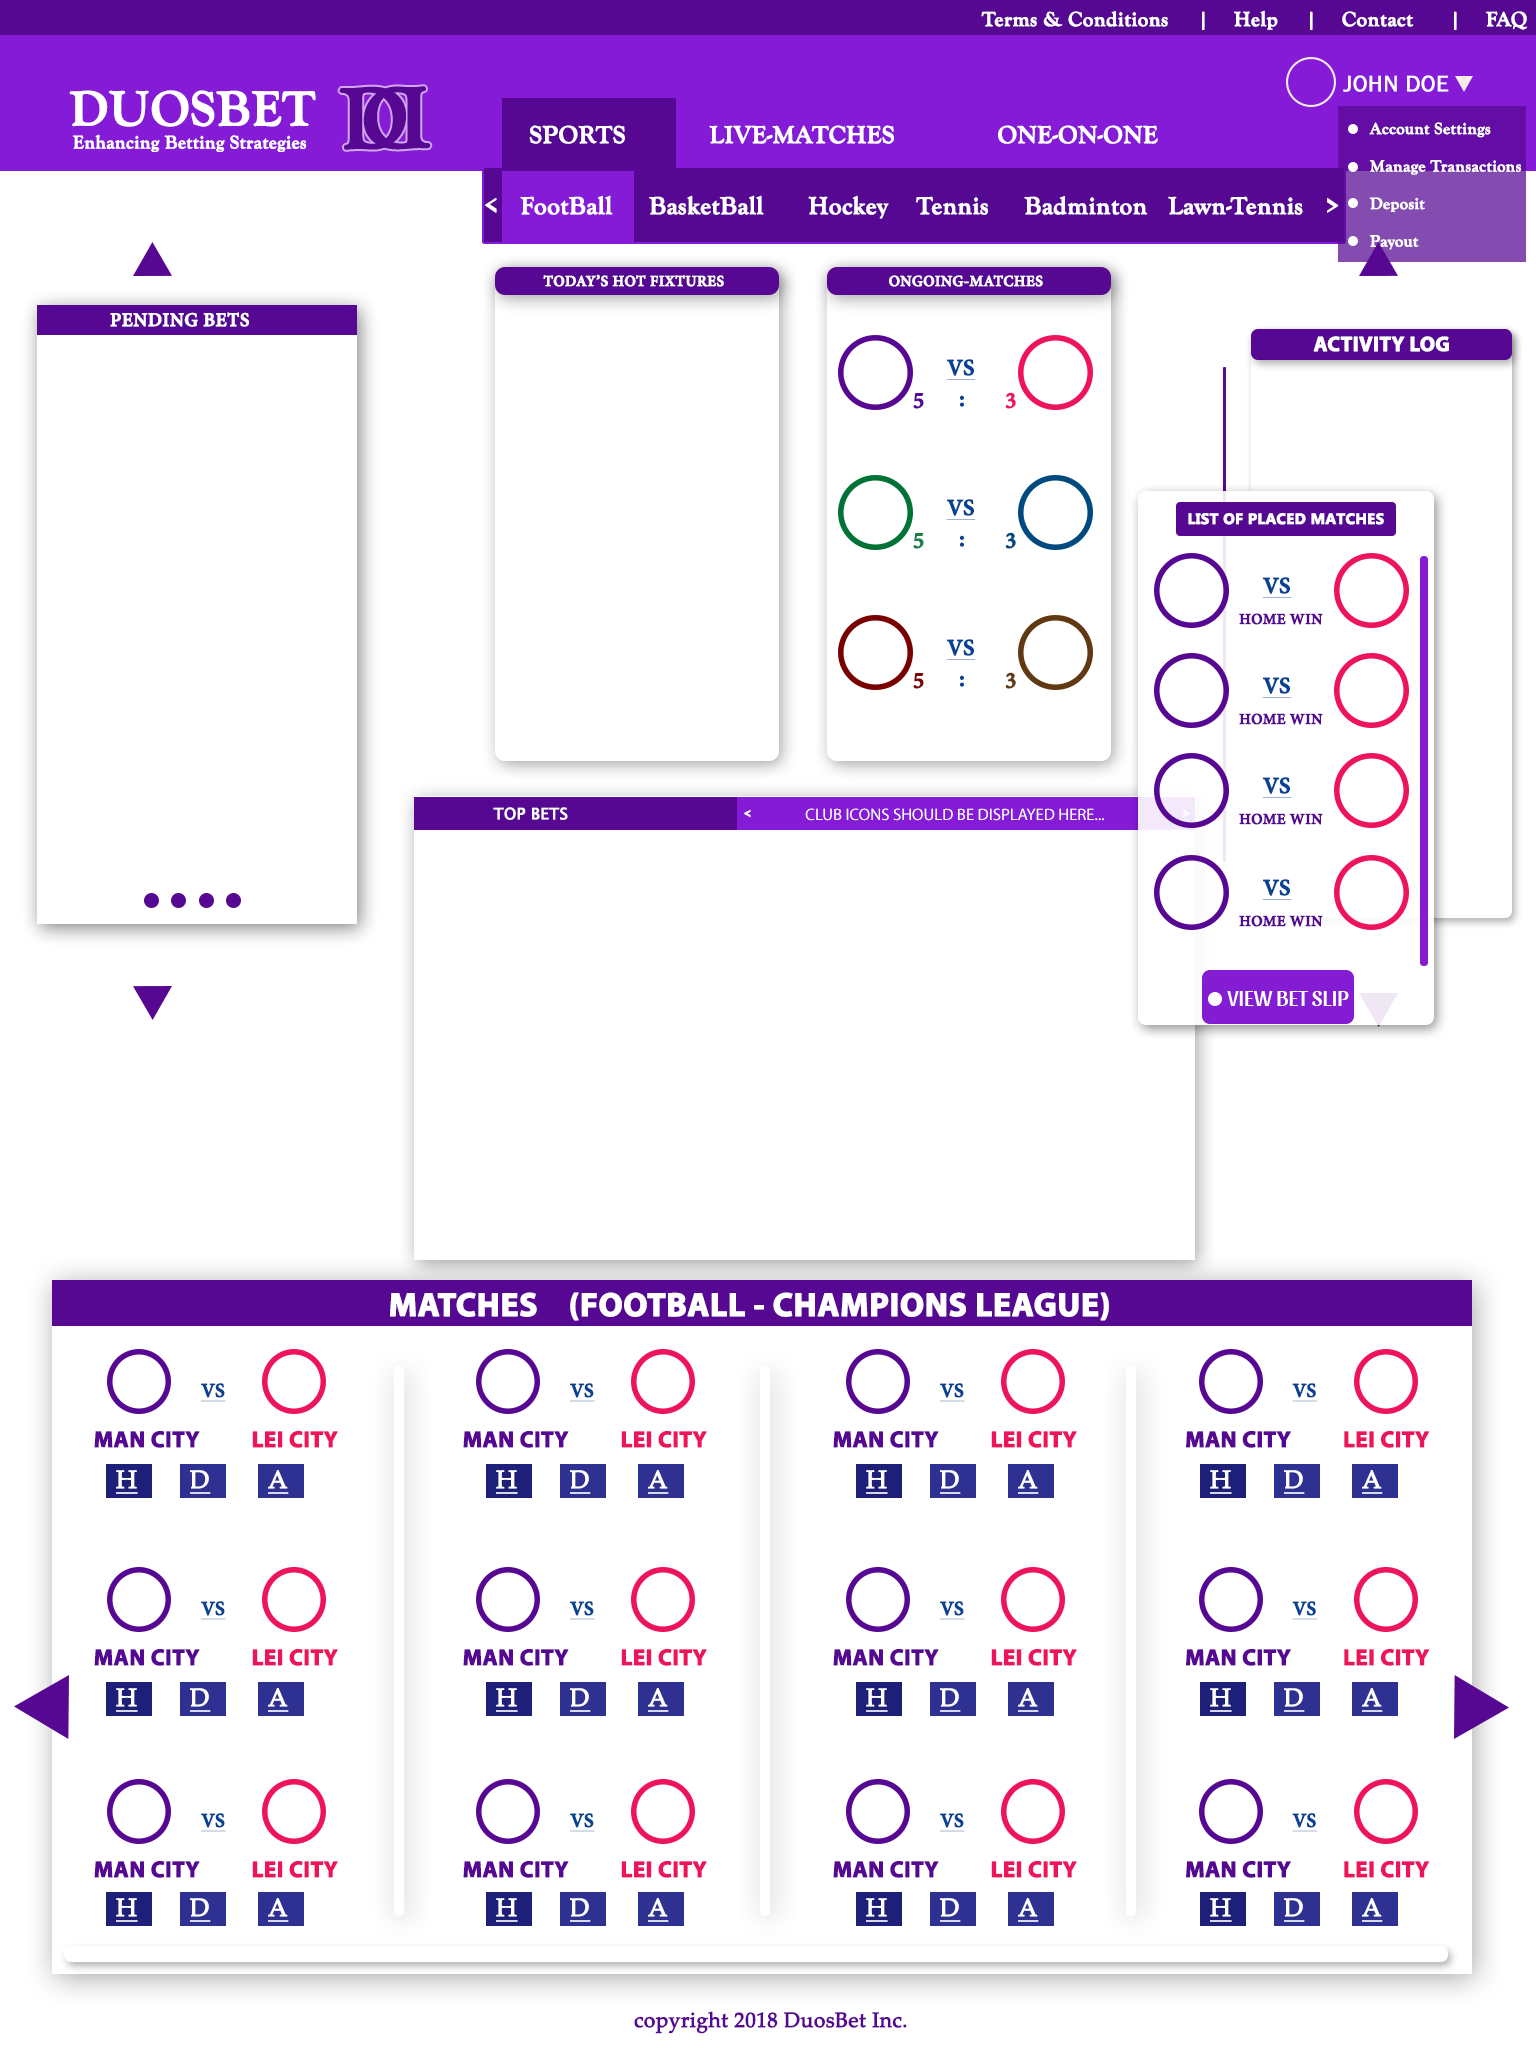 Terms & Conditions | Help | Contact | FAQ
JOHN DOE ▼
DUOSBET
Enhancing Betting Strategies
SPORTS LIVE-MATCHES ONE-ON-ONE
Account Settings
Manage Transactions
Deposit
Payout
< FootBall BasketBall Hockey Tennis Badminton Lawn-Tennis >
PENDING BETS
TODAY'S HOT FIXTURES
ONGOING-MATCHES
VS
5 : 3
VS
5 : 3
VS
5 : 3
ACTIVITY LOG
LIST OF PLACED MATCHES
VS
HOME WIN
VS
HOME WIN
VS
HOME WIN
VS
HOME WIN
VIEW BET SLIP
TOP BETS < CLUB ICONS SHOULD BE DISPLAYED HERE... >
MATCHES (FOOTBALL - CHAMPIONS LEAGUE)
VS VS VS VS
MAN CITY LEI CITY MAN CITY LEI CITY MAN CITY LEI CITY MAN CITY LEI CITY
H D A H D A H D A H D A
VS VS VS VS
MAN CITY LEI CITY MAN CITY LEI CITY MAN CITY LEI CITY MAN CITY LEI CITY
H D A H D A H D A H D A
VS VS VS VS
MAN CITY LEI CITY MAN CITY LEI CITY MAN CITY LEI CITY MAN CITY LEI CITY
H D A H D A H D A H D A
copyright 2018 DuosBet Inc.